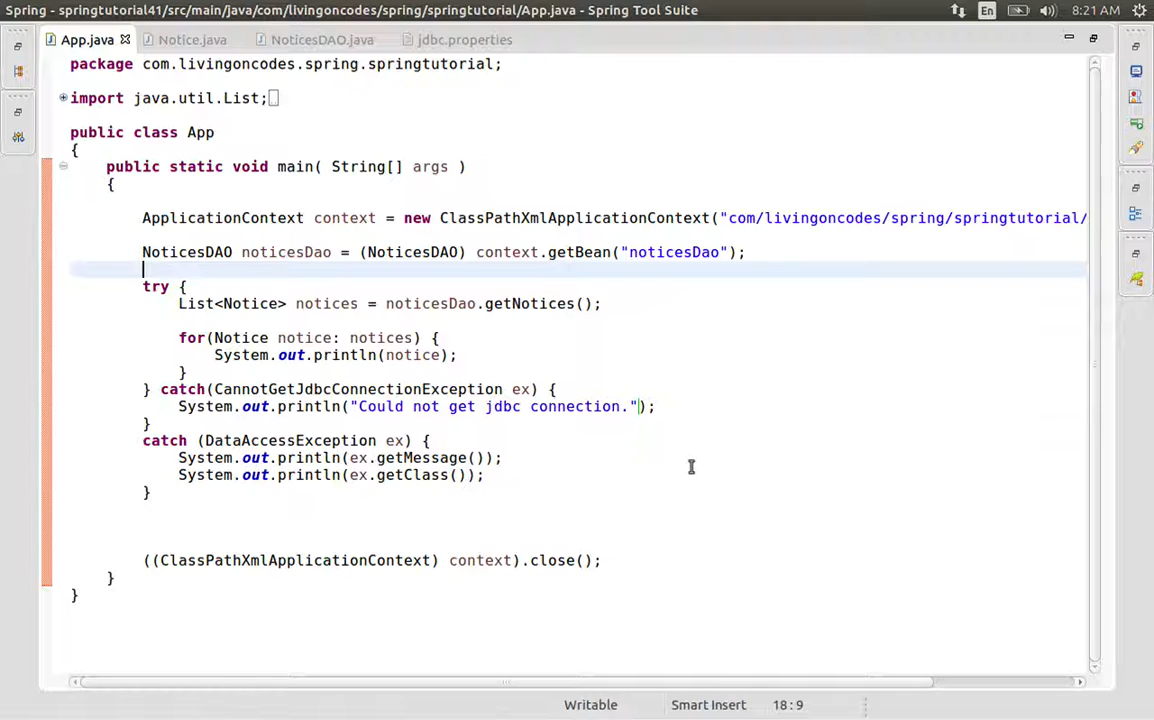 Spring - springtutorial41/src/main/java/com/livingoncodes/spring/springtutorial/App.java - Spring Tool Suite
En
8:21 AM
App.java
Notice.java
NoticesDAO.java
jdbc.properties
package com.livingoncodes.spring.springtutorial;
import java.util.List;
public class App
{
public static void main( String[] args )
{
ApplicationContext context = new ClassPathXmlApplicationContext("com/livingoncodes/spring/springtutorial/
NoticesDAO noticesDao = (NoticesDAO) context.getBean("noticesDao");
try {
List<Notice> notices = noticesDao.getNotices();
for(Notice notice: notices) {
System.out.println(notice);
}
} catch(CannotGetJdbcConnectionException ex) {
System.out.println("Could not get jdbc connection.");
}
catch (DataAccessException ex) {
System.out.println(ex.getMessage());
System.out.println(ex.getClass());
}
((ClassPathXmlApplicationContext) context).close();
}
}
Writable
Smart Insert
18:9